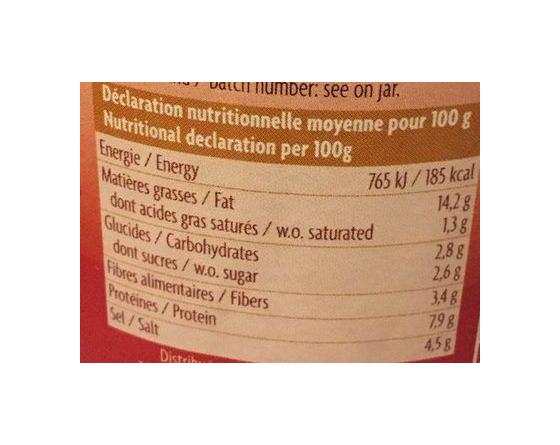 / Batch number: see on jar.
Déclaration nutritionnelle moyenne pour 100 g
Nutritional declaration per 100g
Energie / Energy 765 kJ / 185 kcal
Matières grasses / Fat 14,2 g
dont acides gras saturés / w.o. saturated 1,3 g
Glucides / Carbohydrates 2,8 g
dont sucres / w.o. sugar 2,6 g
Fibres alimentaires / Fibers 3,4 g
Protéines / Protein 7,9 g
Sel / Salt 4,5 g